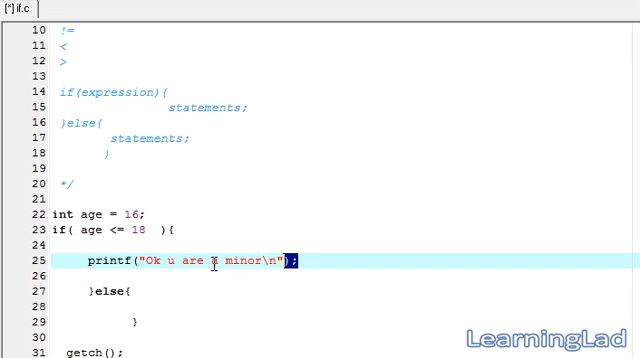 [*] if.c
10 !=
11 <
12 >
13
14 if(expression){
15 statements;
16 }else{
17 statements;
18 }
19
20 */
21
22 int age = 16;
23 if( age <= 18 ){
24
25 printf("Ok u are a minor\n");
26
27 }else{
28
29 }
30
31 getch();
LearningLad